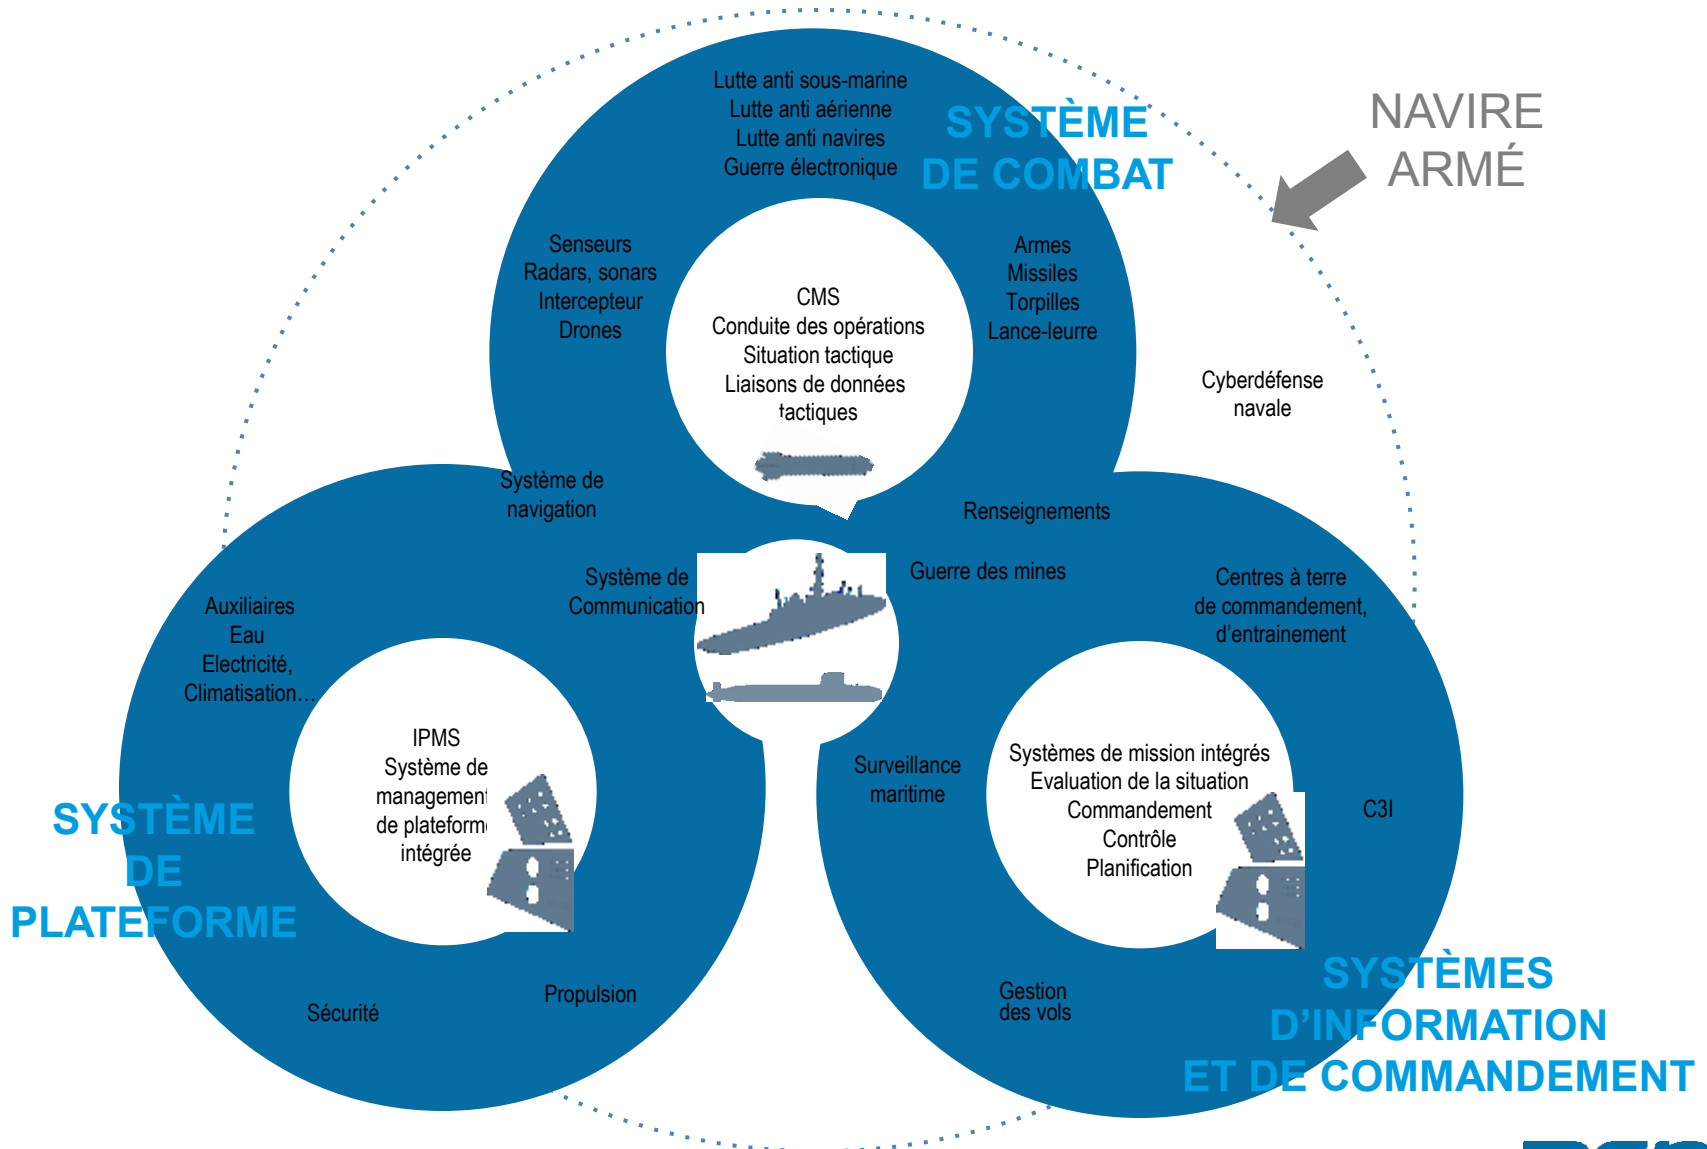 Lutte anti sous-marine
Lutte anti aérienne
Lutte anti navires
Guerre électronique
SYSTÈME
DE COMBAT
NAVIRE
ARMÉ
Senseurs
Radars, sonars
Intercepteur
Drones
Armes
Missiles
Torpilles
Lance-leurre
CMS
Conduite des opérations
Situation tactique
Liaisons de données
tactiques
Cyberdéfense
navale
Système de
navigation
Renseignements
Système de
Communication
Guerre des mines
Centres à terre
de commandement,
d'entrainement
Auxiliaires
Eau
Electricité,
Climatisation…
IPMS
Système de
management
de plateforme
intégrée
SYSTÈME
DE
PLATEFORME
Surveillance
maritime
Systèmes de mission intégrés
Evaluation de la situation
Commandement
Contrôle
Planification
C3I
Sécurité
Propulsion
Gestion
des vols
SYSTÈMES
D'INFORMATION
ET DE COMMANDEMENT